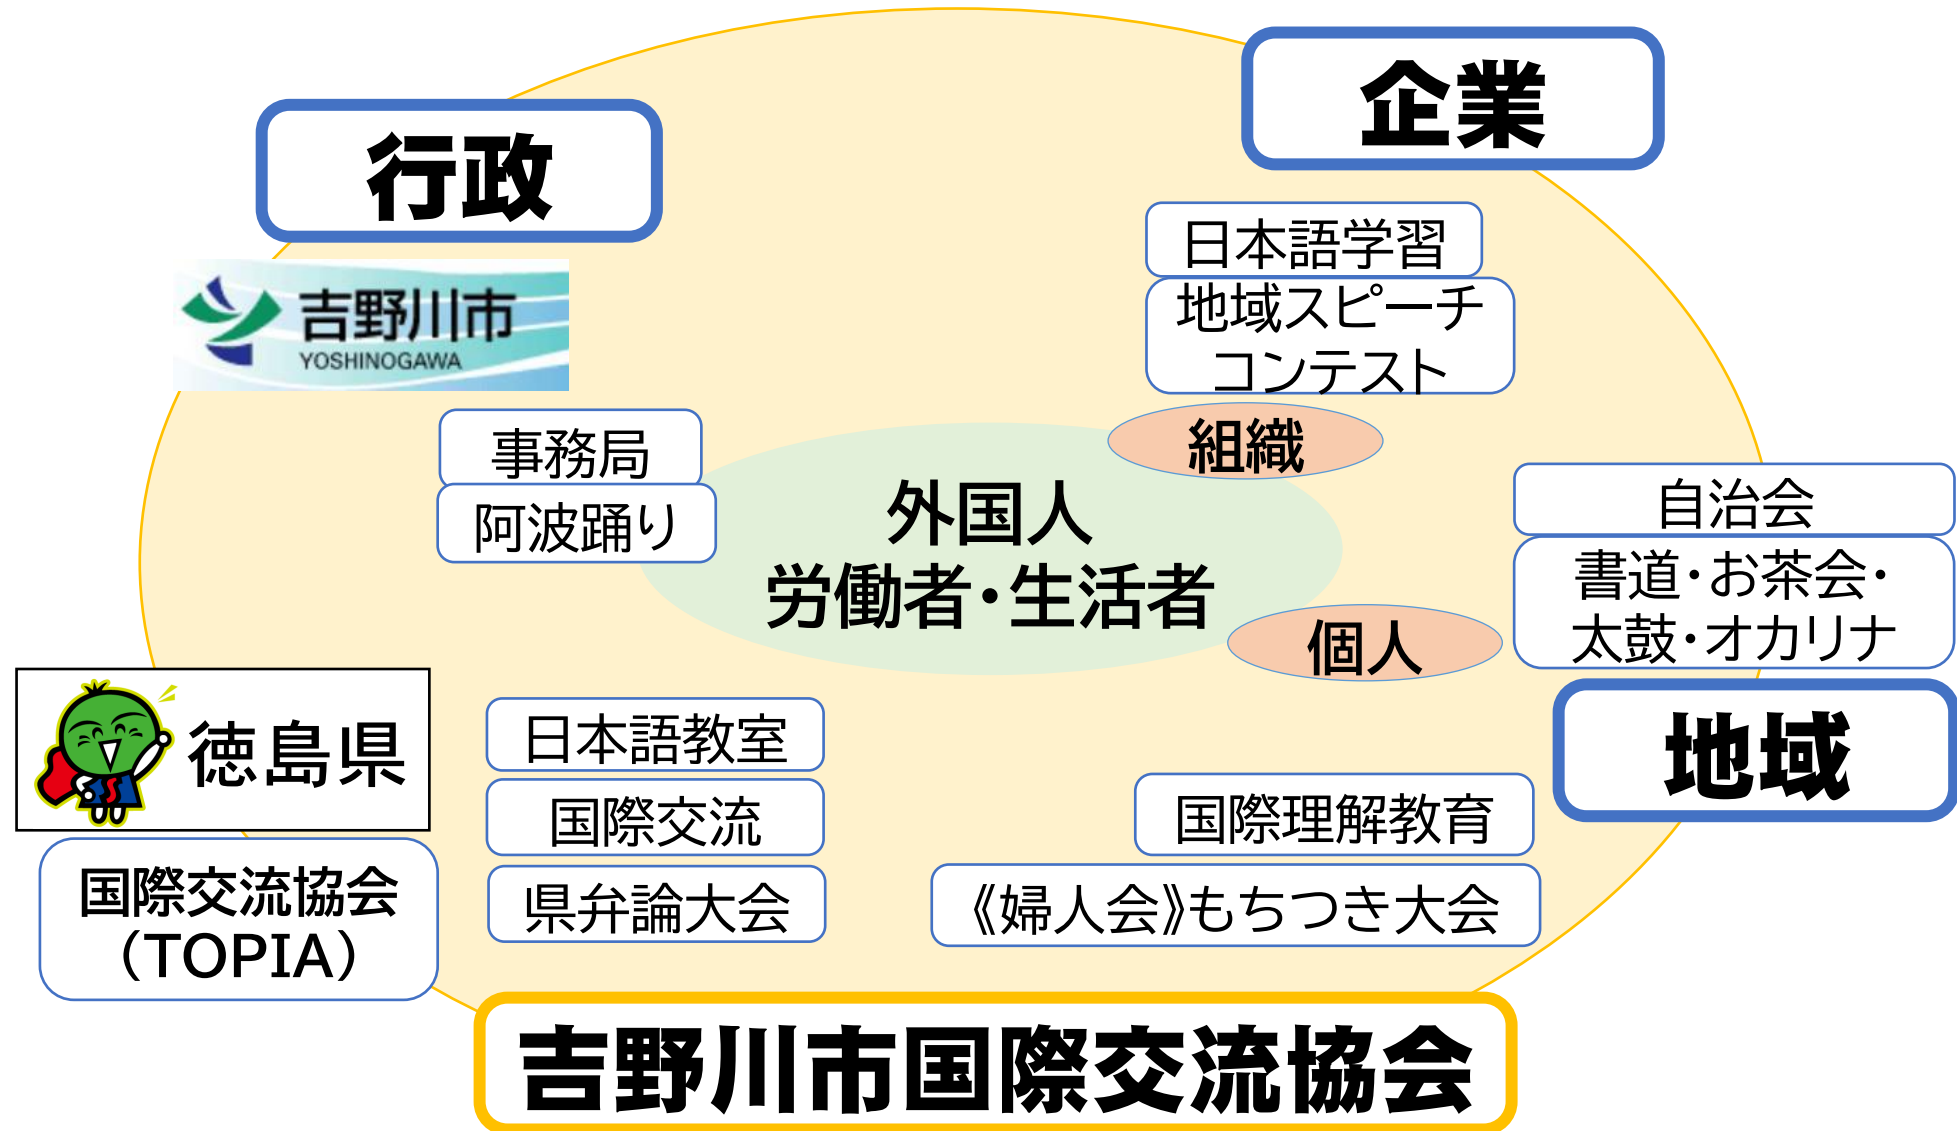 企業
行政
日本語学習
地域スピーチ
コンテスト
吉野川市
YOSHINOGAWA
組織
事務局
阿波踊り
外国人
労働者・生活者
自治会
書道・お茶会・
太鼓・オカリナ
個人
地域
徳島県
日本語教室
国際交流
県弁論大会
国際理解教育
《婦人会》もちつき大会
国際交流協会
（TOPIA）
吉野川市国際交流協会